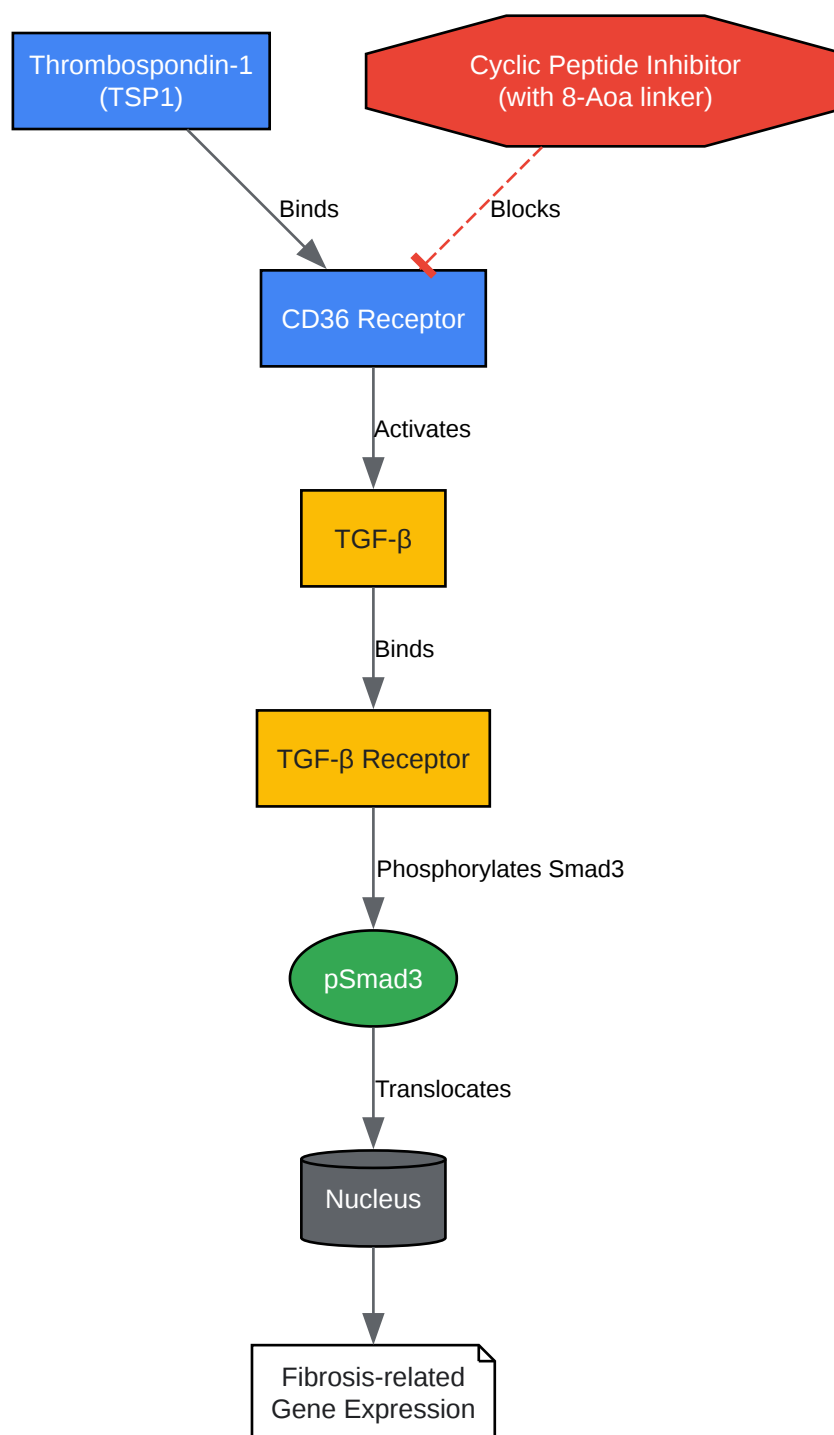 Thrombospondin-1
(TSP1)
Cyclic Peptide Inhibitor
(with 8-Aoa linker)
Binds
Blocks
CD36 Receptor
Activates
TGF-β
Binds
TGF-β Receptor
Phosphorylates Smad3
pSmad3
Translocates
Nucleus
Fibrosis-related
Gene Expression